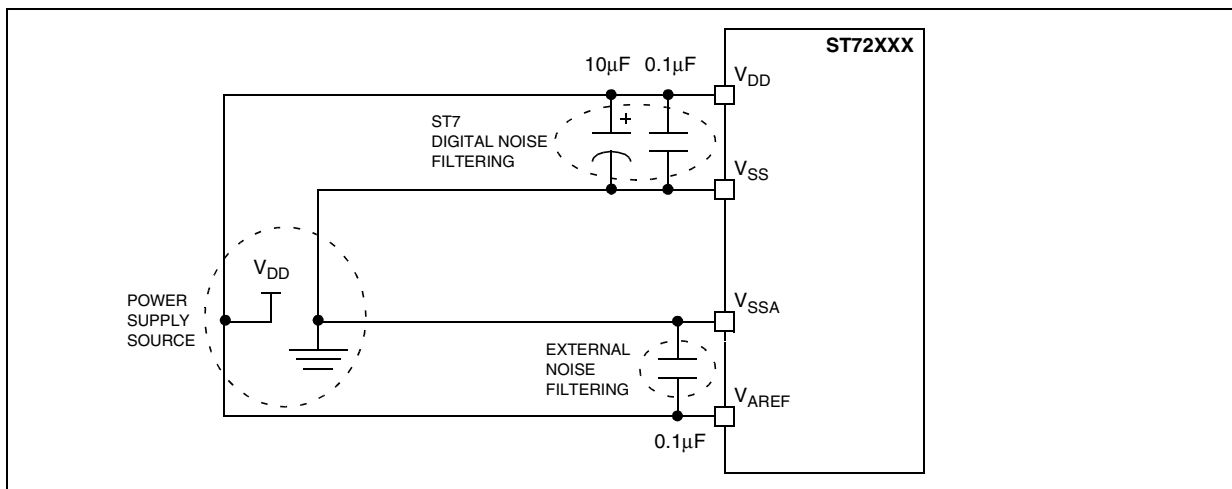 ST72XXX
10μF 0.1μF
VDD
ST7
DIGITAL NOISE
FILTERING
+
VSS
VDD
POWER
SUPPLY
SOURCE
VSSA
EXTERNAL
NOISE
FILTERING
VAREF
0.1μF